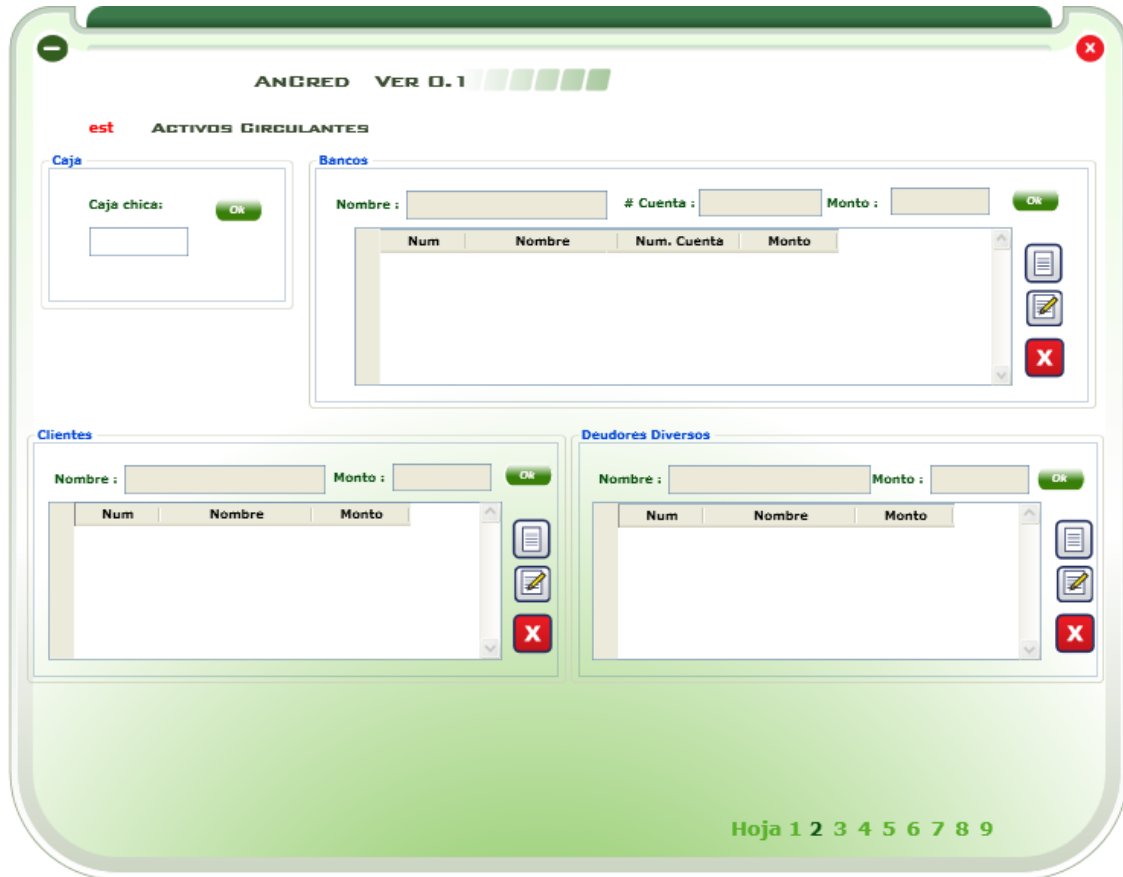 AnCred Ver 0.1
est Activos Circulantes
Caja
Caja chica:
Ok
Bancos
Nombre : # Cuenta : Monto : Ok
Num Nombre Num. Cuenta Monto
X
Clientes
Nombre : Monto : Ok
Num Nombre Monto
X
Deudores Diversos
Nombre : Monto : Ok
Num Nombre Monto
X
Hoja 1 2 3 4 5 6 7 8 9